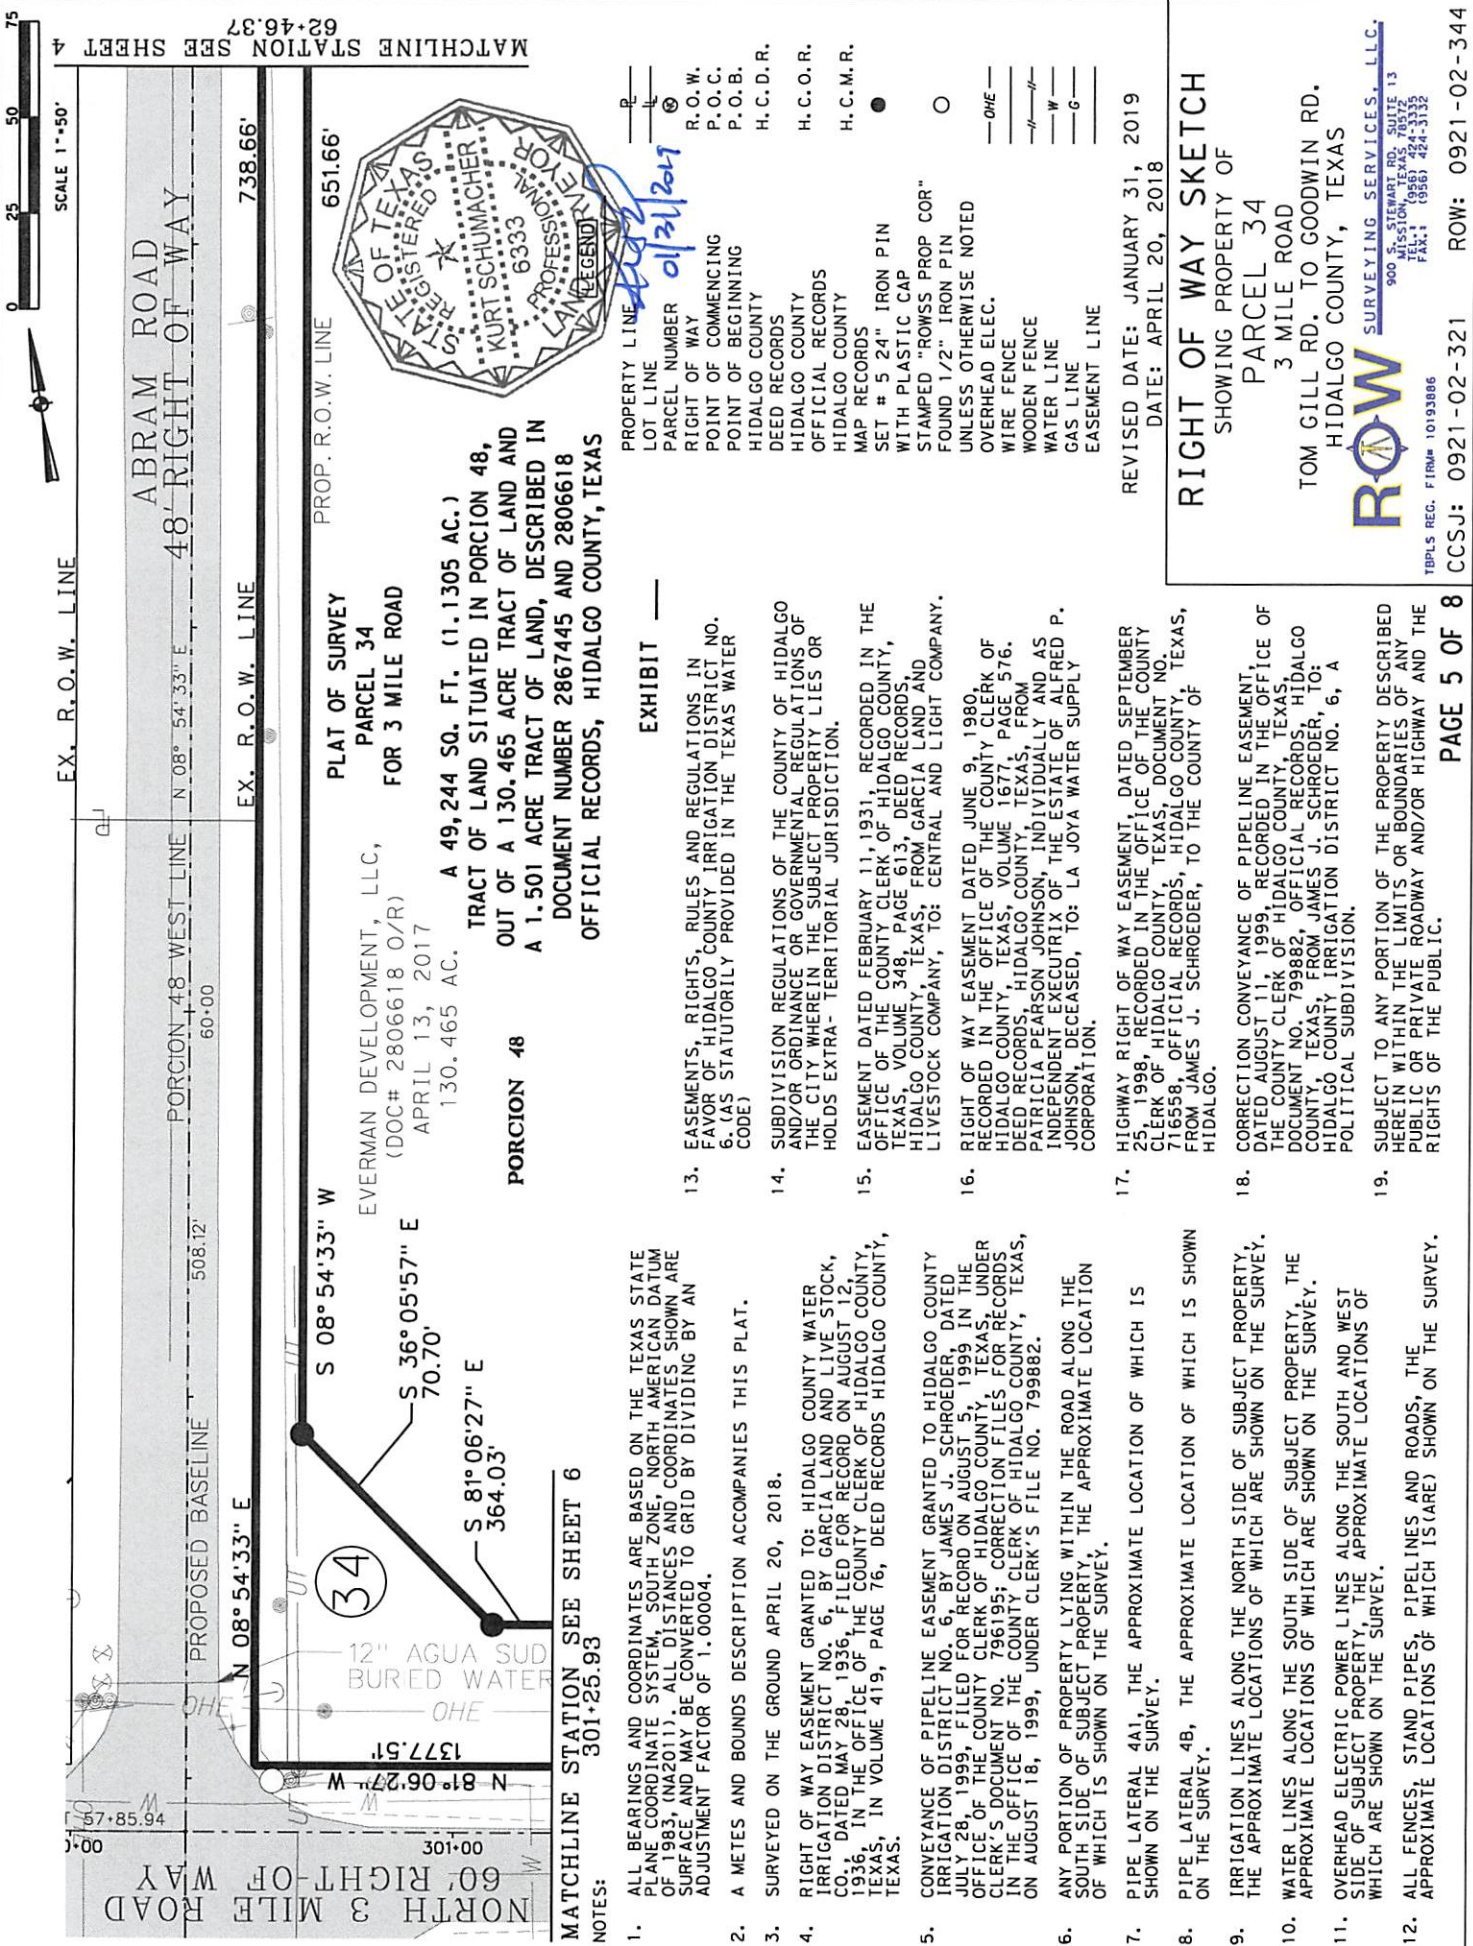 0 25 50 75
SCALE 1"=50'
EX. R.O.W. LINE
ABRAM ROAD
48' RIGHT OF WAY
PORCION 48 WEST LINE
N 08° 54' 33" E
60+00
508.12'
PROPOSED BASELINE
EX. R.O.W. LINE
738.66'
N 08° 54'33" E
MATCHLINE STATION SEE SHEET 4
62+46.37
651.66'
PROP. R.O.W. LINE
S 08° 54'33" W
UT
UT
34
S 36° 05'57" E
70.70'
S 81° 06'27" E
364.03'
12" AGUA SUD
BURIED WATER
OHE
OHE
1377.51'
N 81° 06'27" W
W
W
57+85.94
301+00
W
NORTH 3 MILE ROAD
60' RIGHT-OF WAY
MATCHLINE STATION SEE SHEET 6
301+25.93
EVERMAN DEVELOPMENT, LLC,
(DOC# 2806618 O/R)
APRIL 13, 2017
130.465 AC.
PORCION 48
PLAT OF SURVEY
PARCEL 34
FOR 3 MILE ROAD
A 49,244 SQ. FT. (1.1305 AC.)
TRACT OF LAND SITUATED IN PORCION 48,
OUT OF A 130.465 ACRE TRACT OF LAND AND
A 1.501 ACRE TRACT OF LAND, DESCRIBED IN
DOCUMENT NUMBER 2867445 AND 2806618
OFFICIAL RECORDS, HIDALGO COUNTY, TEXAS
STATE OF TEXAS
REGISTERED
KURT SCHUMACHER
6333
PROFESSIONAL
LAND SURVEYOR
NOTES:
1. ALL BEARINGS AND COORDINATES ARE BASED ON THE TEXAS STATE
PLANE COORDINATE SYSTEM, SOUTH ZONE, NORTH AMERICAN DATUM
OF 1983, (NA2011). ALL DISTANCES AND COORDINATES SHOWN ARE
SURFACE AND MAY BE CONVERTED TO GRID BY DIVIDING BY AN
ADJUSTMENT FACTOR OF 1.00004.
2. A METES AND BOUNDS DESCRIPTION ACCOMPANIES THIS PLAT.
3. SURVEYED ON THE GROUND APRIL 20, 2018.
4. RIGHT OF WAY EASEMENT GRANTED TO: HIDALGO COUNTY WATER
IRRIGATION DISTRICT NO. 6, BY GARCIA LAND AND LIVE STOCK,
CO., DATED MAY 28, 1936, FILED FOR RECORD ON AUGUST 12,
1936, IN THE OFFICE OF THE COUNTY CLERK OF HIDALGO COUNTY,
TEXAS, IN VOLUME 419, PAGE 76, DEED RECORDS HIDALGO COUNTY,
TEXAS.
5. CONVEYANCE OF PIPELINE EASEMENT GRANTED TO HIDALGO COUNTY
IRRIGATION DISTRICT NO. 6, BY JAMES J. SCHROEDER, DATED
JULY 28, 1999, FILED FOR RECORD ON AUGUST 5, 1999 IN THE
OFFICE OF THE COUNTY CLERK OF HIDALGO COUNTY, TEXAS, UNDER
CLERK'S DOCUMENT NO. 796195; CORRECTION FILES FOR RECORDS
IN THE OFFICE OF THE COUNTY CLERK OF HIDALGO COUNTY, TEXAS,
ON AUGUST 18, 1999, UNDER CLERK'S FILE NO. 799882.
6. ANY PORTION OF PROPERTY LYING WITHIN THE ROAD ALONG THE
SOUTH SIDE OF SUBJECT PROPERTY, THE APPROXIMATE LOCATION
OF WHICH IS SHOWN ON THE SURVEY.
7. PIPE LATERAL 4A1, THE APPROXIMATE LOCATION OF WHICH IS
SHOWN ON THE SURVEY.
8. PIPE LATERAL 4B, THE APPROXIMATE LOCATION OF WHICH IS SHOWN
ON THE SURVEY.
9. IRRIGATION LINES ALONG THE NORTH SIDE OF SUBJECT PROPERTY,
THE APPROXIMATE LOCATIONS OF WHICH ARE SHOWN ON THE SURVEY.
10. WATER LINES ALONG THE SOUTH SIDE OF SUBJECT PROPERTY, THE
APPROXIMATE LOCATIONS OF WHICH ARE SHOWN ON THE SURVEY.
11. OVERHEAD ELECTRIC POWER LINES ALONG THE SOUTH AND WEST
SIDE OF SUBJECT PROPERTY, THE APPROXIMATE LOCATIONS OF
WHICH ARE SHOWN ON THE SURVEY.
12. ALL FENCES, STAND PIPES, PIPELINES AND ROADS, THE
APPROXIMATE LOCATIONS OF WHICH IS(ARE) SHOWN ON THE SURVEY.
EXHIBIT
13. EASEMENTS, RIGHTS, RULES AND REGULATIONS IN
FAVOR OF HIDALGO COUNTY IRRIGATION DISTRICT NO.
6. (AS STATUTORILY PROVIDED IN THE TEXAS WATER
CODE)
14. SUBDIVISION REGULATIONS OF THE COUNTY OF HIDALGO
AND/OR ORDINANCE OR GOVERNMENTAL REGULATIONS OF
THE CITY WHEREIN THE SUBJECT PROPERTY LIES OR
HOLDS EXTRA- TERRITORIAL JURISDICTION.
15. EASEMENT DATED FEBRUARY 11,1931, RECORDED IN THE
OFFICE OF THE COUNTY CLERK OF HIDALGO COUNTY,
TEXAS, VOLUME 348, PAGE 613, DEED RECORDS,
HIDALGO COUNTY, TEXAS, FROM GARCIA LAND AND
LIVESTOCK COMPANY, TO: CENTRAL AND LIGHT COMPANY.
16. RIGHT OF WAY EASEMENT DATED JUNE 9, 1980,
RECORDED IN THE OFFICE OF THE COUNTY CLERK OF
HIDALGO COUNTY, TEXAS, VOLUME 1677, PAGE 576.
DEED RECORDS, HIDALGO COUNTY, TEXAS, FROM
PATRICIA PEARSON JOHNSON, INDIVIDUALLY AND AS
INDEPENDENT EXECUTRIX OF THE ESTATE OF ALFRED P.
JOHNSON, DECEASED, TO: LA JOYA WATER SUPPLY
CORPORATION.
17. HIGHWAY RIGHT OF WAY EASEMENT, DATED SEPTEMBER
25, 1998, RECORDED IN THE OFFICE OF THE COUNTY
CLERK OF HIDALGO COUNTY, TEXAS, DOCUMENT NO.
716558, OFFICIAL RECORDS, HIDALGO COUNTY, TEXAS,
FROM JAMES J. SCHROEDER, TO THE COUNTY OF
HIDALGO.
18. CORRECTION CONVEYANCE OF PIPELINE EASEMENT,
DATED AUGUST 11, 1999, RECORDED IN THE OFFICE OF
THE COUNTY CLERK OF HIDALGO COUNTY, TEXAS,
DOCUMENT NO. 799882, OFFICIAL RECORDS, HIDALGO
COUNTY, TEXAS, FROM JAMES J. SCHROEDER, TO:
HIDALGO COUNTY IRRIGATION DISTRICT NO. 6, A
POLITICAL SUBDIVISION.
19. SUBJECT TO ANY PORTION OF THE PROPERTY DESCRIBED
HEREIN WITHIN THE LIMITS OR BOUNDARIES OF ANY
PUBLIC OR PRIVATE ROADWAY AND/OR HIGHWAY AND THE
RIGHTS OF THE PUBLIC.
PAGE 5 OF 8
LEGEND
01/31/2019
PROPERTY LINE
LOT LINE
PARCEL NUMBER
RIGHT OF WAY R.O.W.
POINT OF COMMENCING P.O.C.
POINT OF BEGINNING P.O.B.
HIDALGO COUNTY H.C.D.R.
DEED RECORDS
HIDALGO COUNTY H.C.O.R.
OFFICIAL RECORDS
HIDALGO COUNTY H.C.M.R.
MAP RECORDS
SET # 5 24" IRON PIN
WITH PLASTIC CAP
STAMPED "ROWSS PROP COR"
FOUND 1/2" IRON PIN
UNLESS OTHERWISE NOTED
OVERHEAD ELEC. OHE
WIRE FENCE
WOODEN FENCE
WATER LINE W
GAS LINE G
EASEMENT LINE
REVISED DATE: JANUARY 31, 2019
DATE: APRIL 20, 2018
RIGHT OF WAY SKETCH
SHOWING PROPERTY OF
PARCEL 34
3 MILE ROAD
TOM GILL RD. TO GOODWIN RD.
HIDALGO COUNTY, TEXAS
ROW SURVEYING SERVICES, LLC.
900 S. STEWART RD. SUITE 13
MISSION, TEXAS 78572
TEL.: (956) 424-3335
FAX.: (956) 424-3132
TBPLS REG. FIRM# 10193886
CCSJ: 0921-02-321 ROW: 0921-02-344